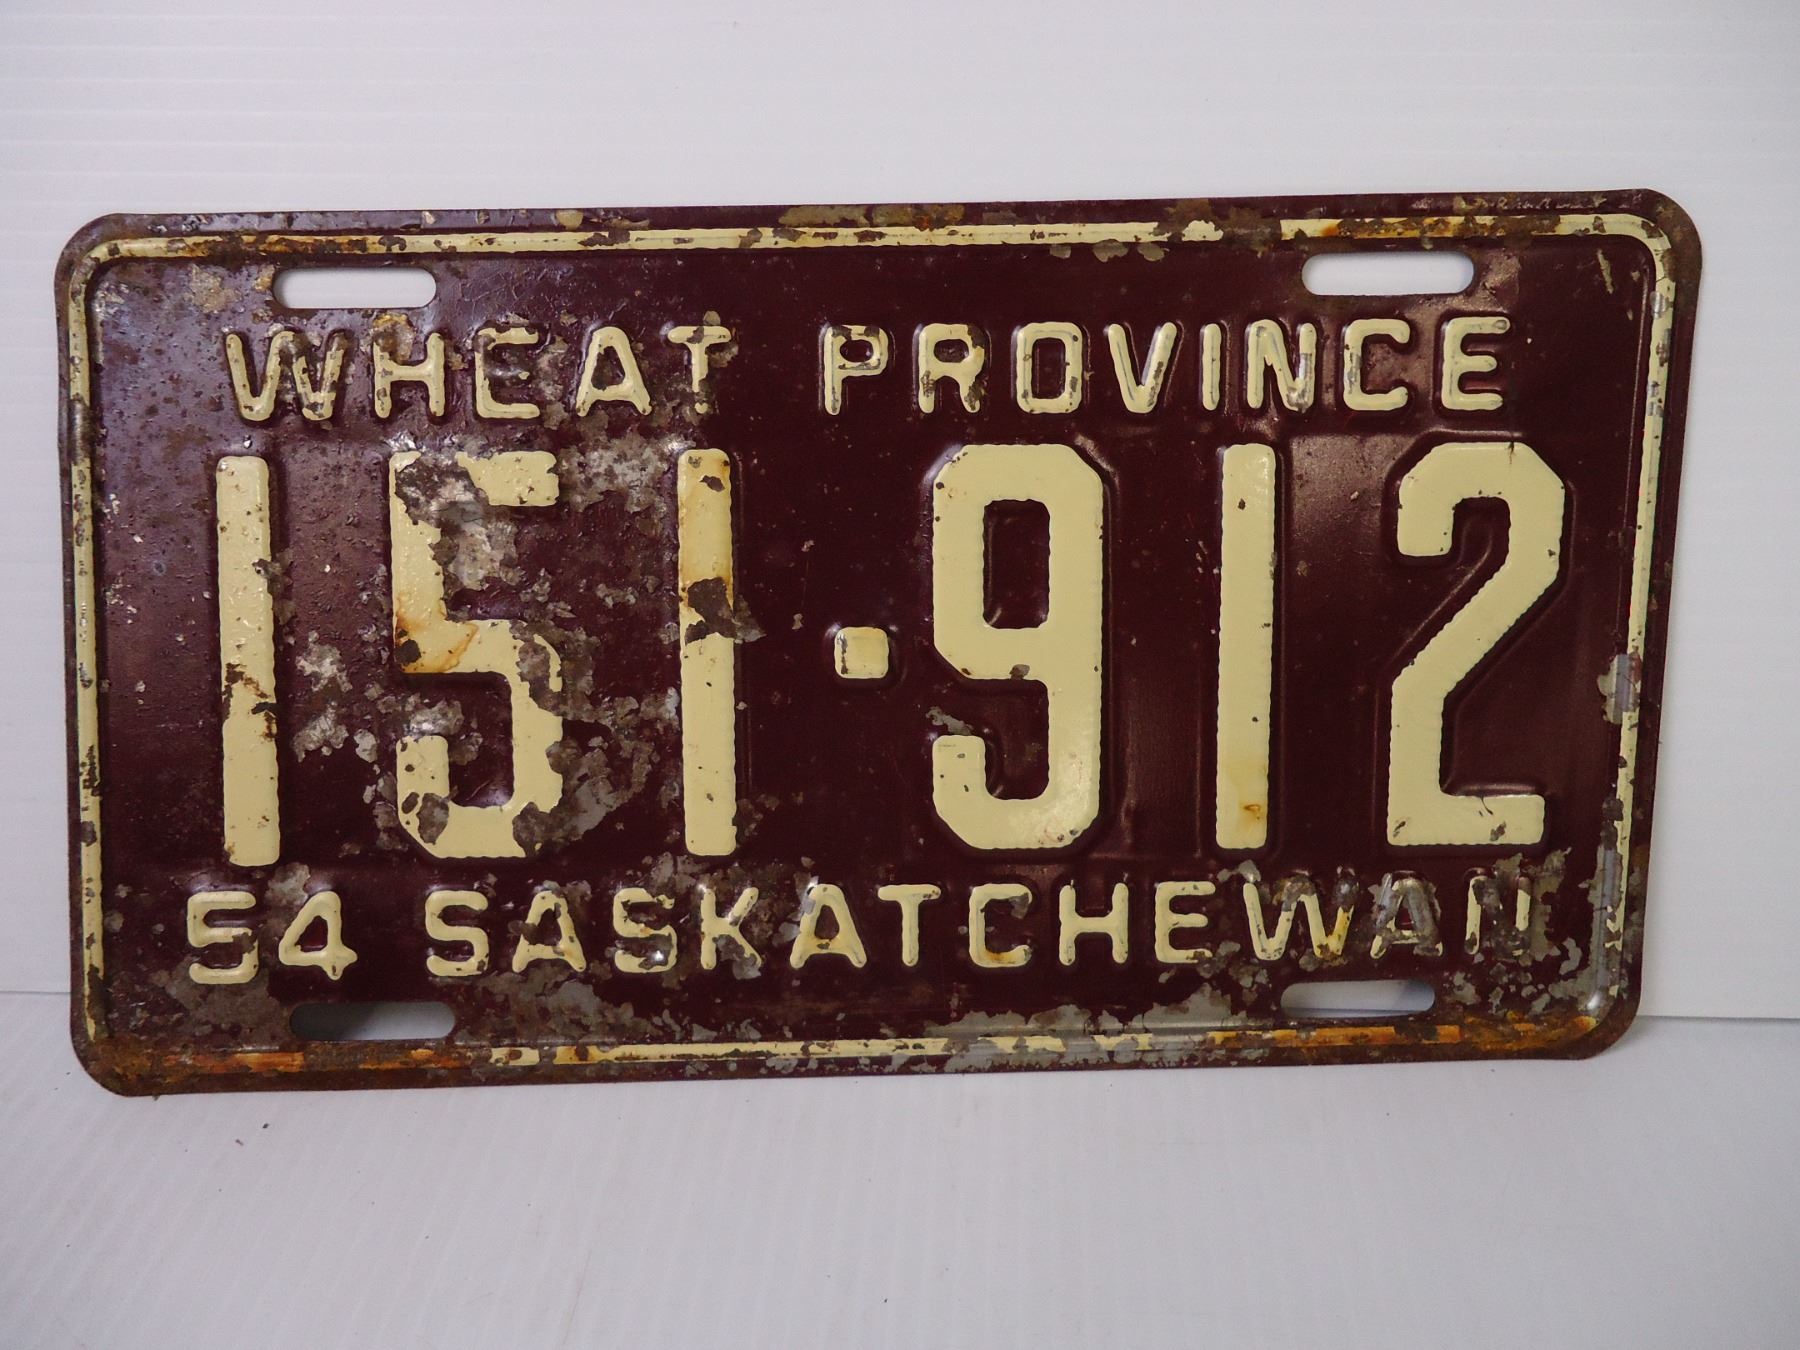 WHEAT PROVINCE
151·912
54 SASKATCHEWAN